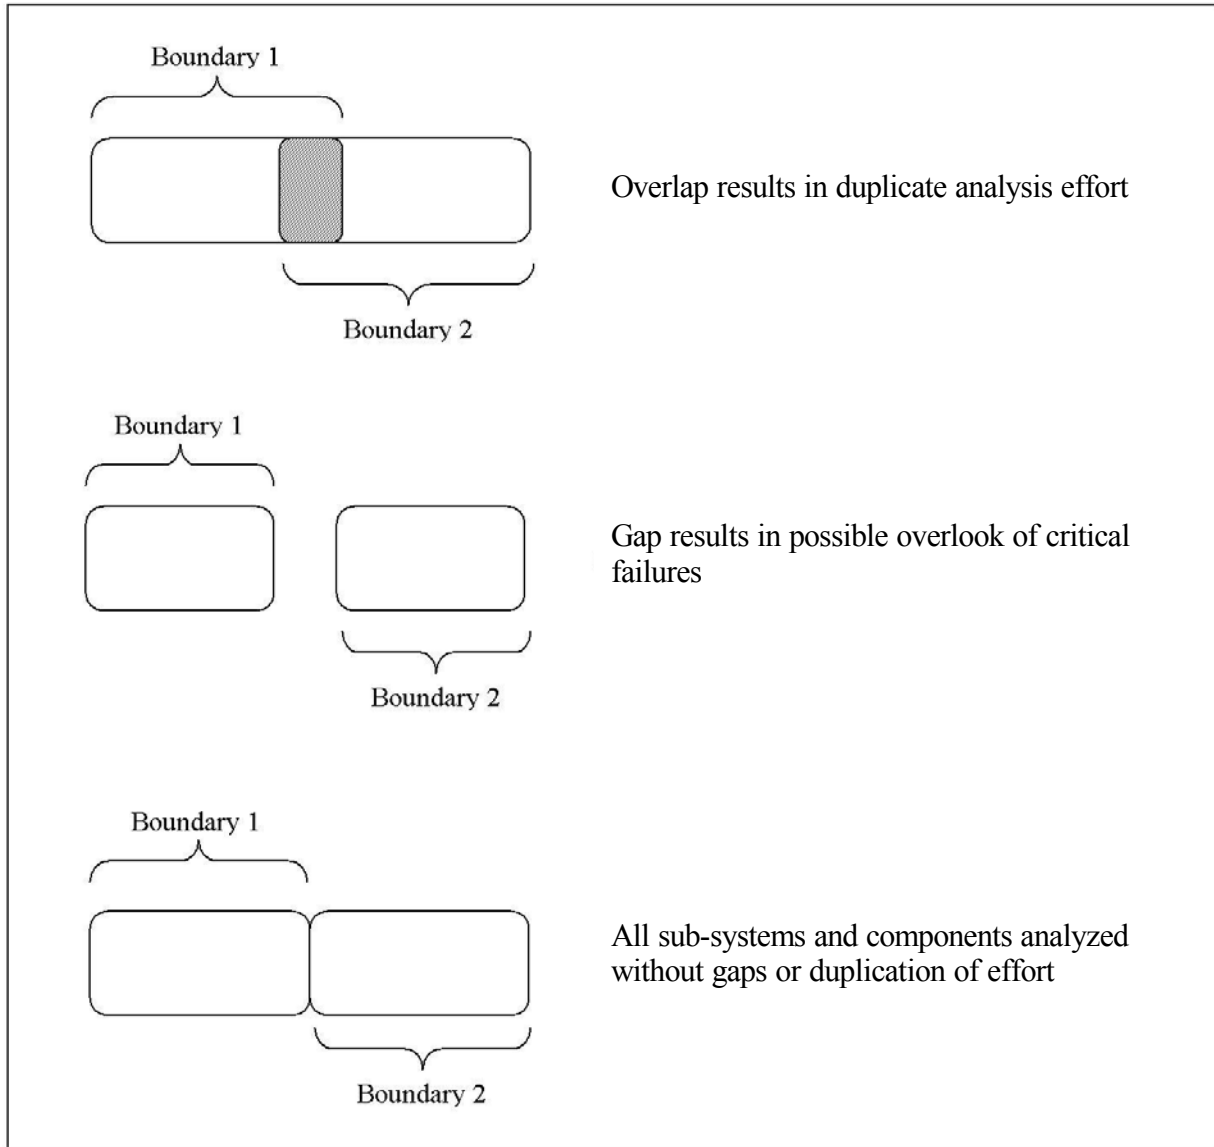 Boundary 1
Overlap results in duplicate analysis effort
Boundary 2
Boundary 1
Gap results in possible overlook of critical
failures
Boundary 2
Boundary 1
All sub-systems and components analyzed
without gaps or duplication of effort
Boundary 2